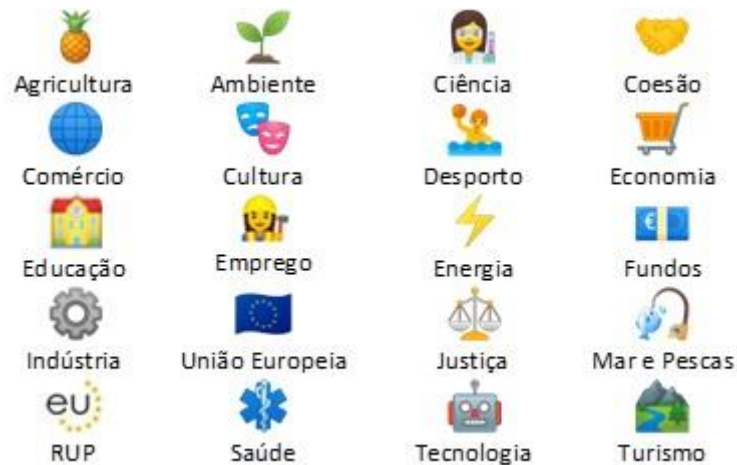 Agricultura Ambiente Ciência Coesão
Comércio Cultura Desporto Economia
Educação Emprego Energia Fundos
Indústria União Europeia Justiça Mar e Pescas
eu
RUP Saúde Tecnologia Turismo